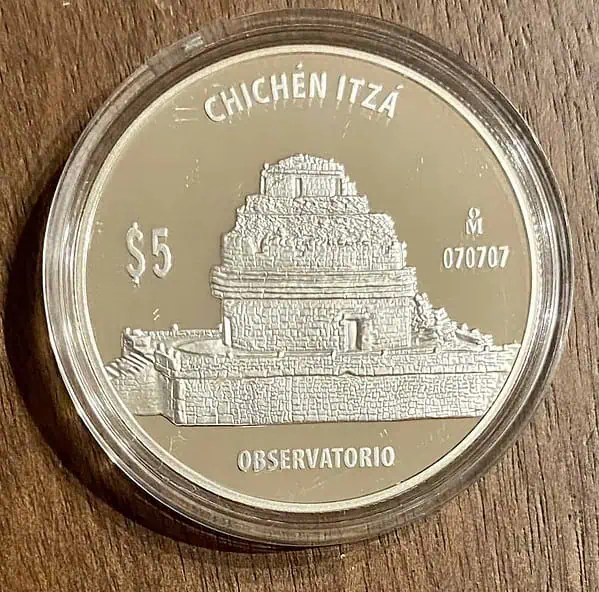 CHICHÉN ITZÁ
$5
M̊
070707
OBSERVATORIO